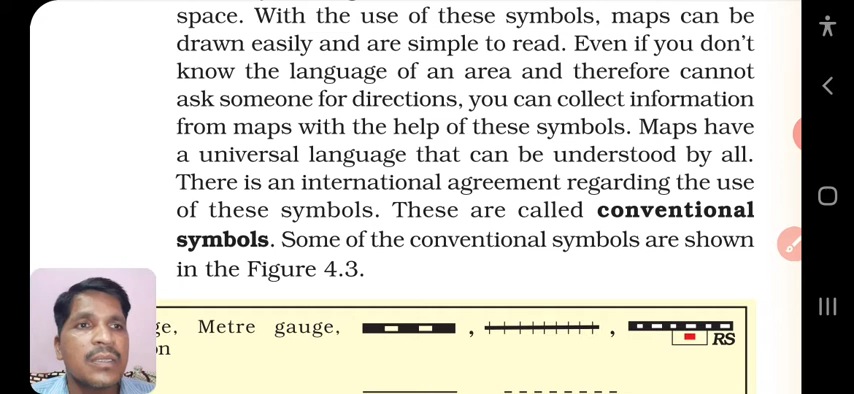 space. With the use of these symbols, maps can be
drawn easily and are simple to read. Even if you don't
know the language of an area and therefore cannot
ask someone for directions, you can collect information
from maps with the help of these symbols. Maps have
a universal language that can be understood by all.
There is an international agreement regarding the use
of these symbols. These are called conventional
symbols. Some of the conventional symbols are shown
in the Figure 4.3.
Metre gauge, , ,
RS